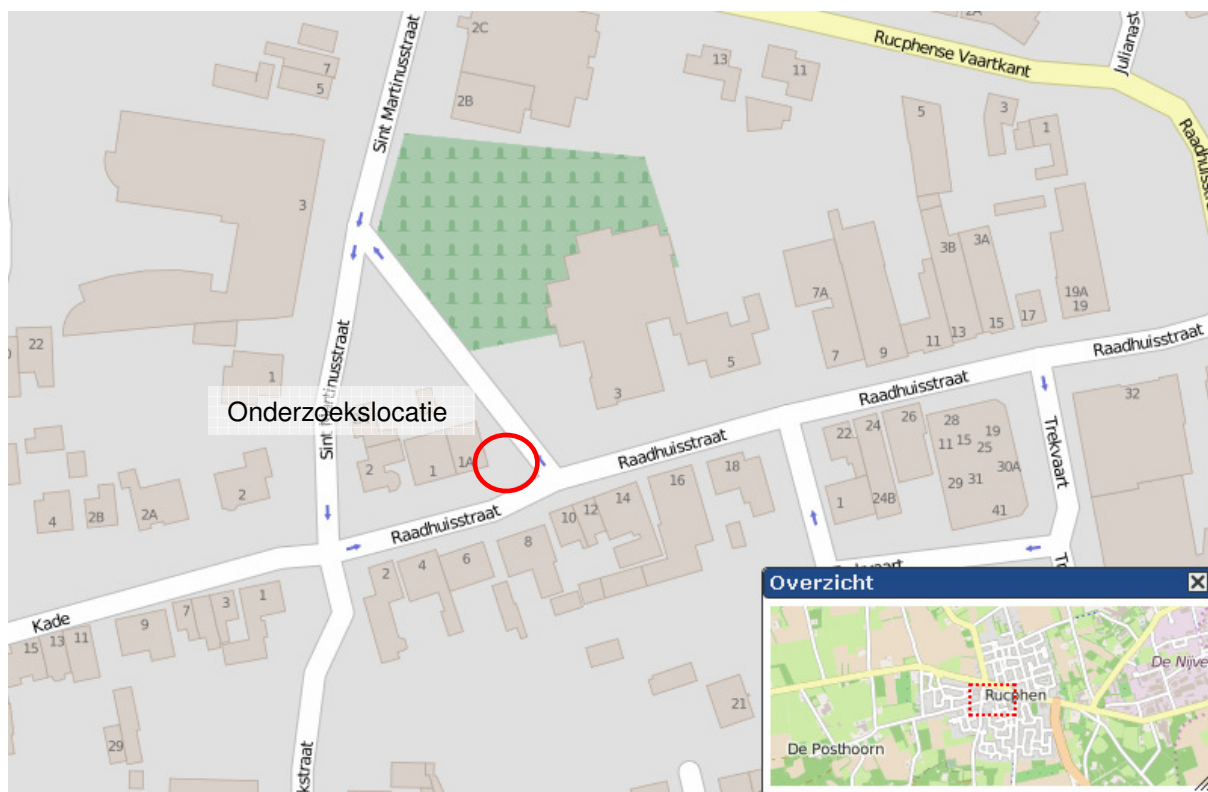 2C
2A
Julianast
Rucphense Vaartkant
7
5
13
11
2B
5
3
1
Sint Martinusstraat
Raadhuisstraat
3
3B
3A
7A
19A
19
22
1
5
7
9
11
13
15
17
Raadhuisstraat
3
Raadhuisstraat
32
Onderzoekslocatie
Sint Martinusstraat
22
24
26
28
11
15
19
25
Trekvaart
Raadhuisstraat
2
1
1A
18
16
30A
29
31
2
4
2B
2A
14
12
10
1
24B
41
Raadhuisstraat
8
6
4
2
Kade
15
13
11
9
7
3
1
Overzicht
De Nijve
Rucphen
De Posthoorn
21
29
kstraat